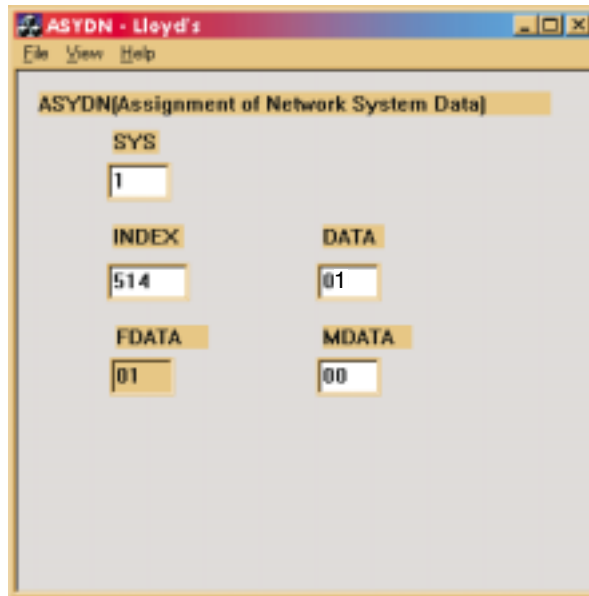 ASYDN - Lloyd's
File View Help
ASYDN(Assignment of Network System Data)
SYS
1
INDEX DATA
514 01
FDATA MDATA
01 00